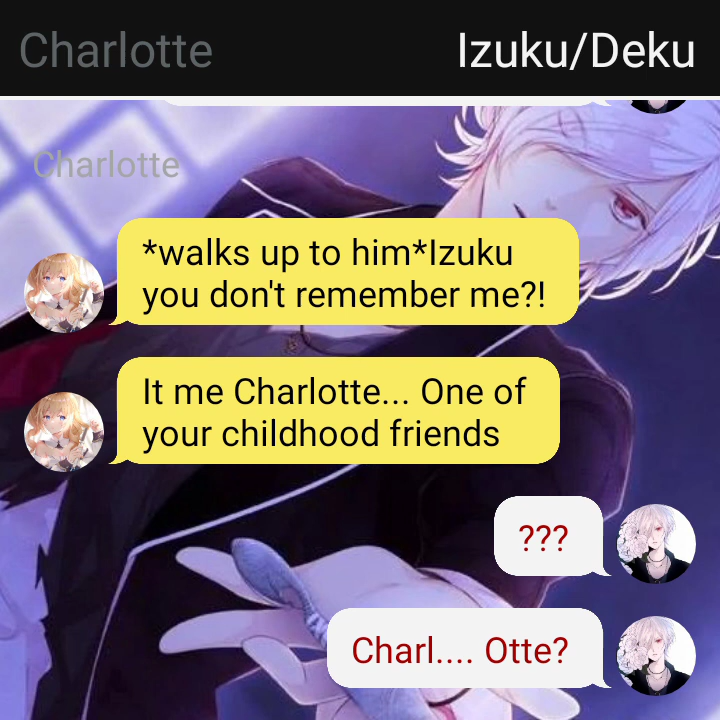 Charlotte
Izuku/Deku
Charlotte
*walks up to him*Izuku
you don't remember me?!
It me Charlotte... One of
your childhood friends
???
Charl.... Otte?